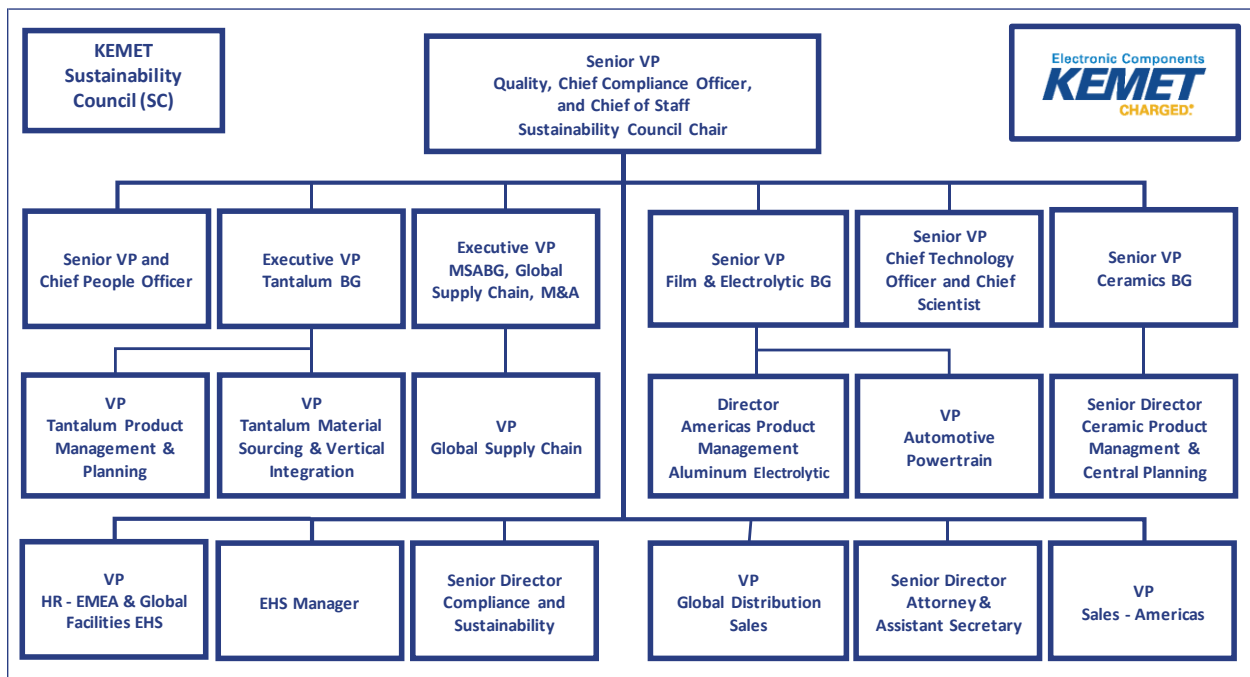 KEMET
Sustainability
Council (SC)
Senior VP
Quality, Chief Compliance Officer,
and Chief of Staff
Sustainability Council Chair
Electronic Components
KEMET
CHARGED.®
Senior VP and
Chief People Officer
Executive VP
Tantalum BG
Executive VP
MSABG, Global
Supply Chain, M&A
Senior VP
Film & Electrolytic BG
Senior VP
Chief Technology
Officer and Chief
Scientist
Senior VP
Ceramics BG
VP
Tantalum Product
Management &
Planning
VP
Tantalum Material
Sourcing & Vertical
Integration
VP
Global Supply Chain
Director
Americas Product
Management
Aluminum Electrolytic
VP
Automotive
Powertrain
Senior Director
Ceramic Product
Managment &
Central Planning
VP
HR - EMEA & Global
Facilities EHS
EHS Manager
Senior Director
Compliance and
Sustainability
VP
Global Distribution
Sales
Senior Director
Attorney &
Assistant Secretary
VP
Sales - Americas